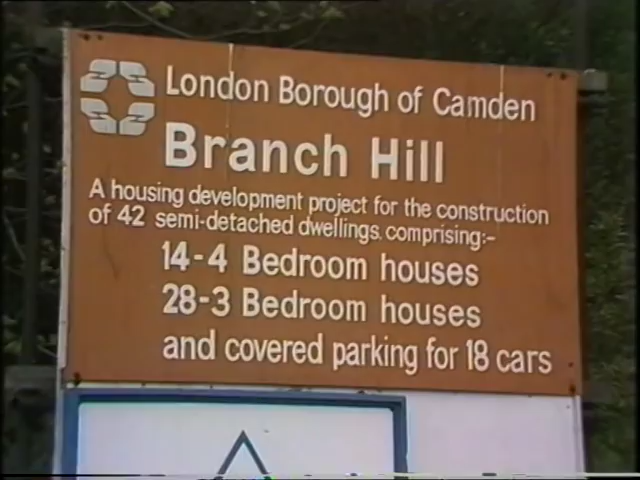 London Borough of Camden
Branch Hill
A housing development project for the construction
of 42 semi-detached dwellings, comprising:-
14-4 Bedroom houses
28-3 Bedroom houses
and covered parking for 18 cars